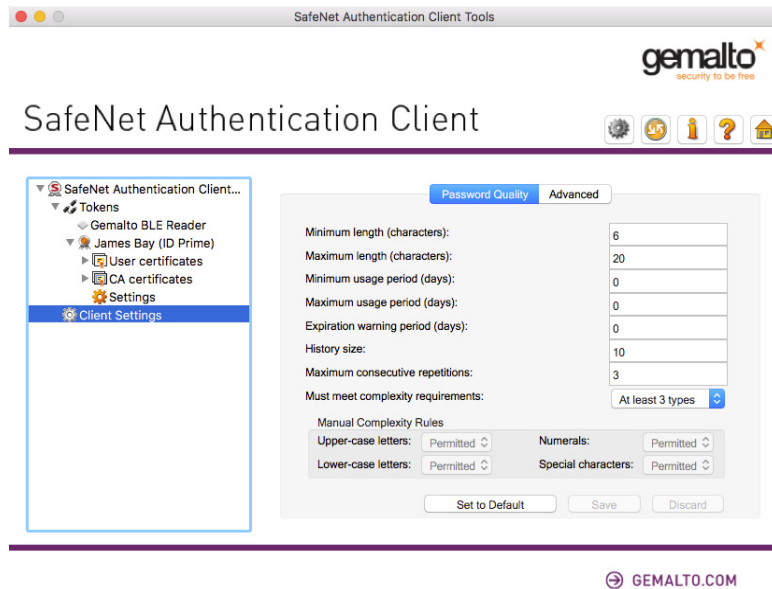 SafeNet Authentication Client Tools
gemalto
security to be free
SafeNet Authentication Client
SafeNet Authentication Client...
Tokens
Gemalto BLE Reader
James Bay (ID Prime)
User certificates
CA certificates
Settings
Client Settings
Password Quality Advanced
Minimum length (characters): 6
Maximum length (characters): 20
Minimum usage period (days): 0
Maximum usage period (days): 0
Expiration warning period (days): 0
History size: 10
Maximum consecutive repetitions: 3
Must meet complexity requirements: At least 3 types
Manual Complexity Rules
Upper-case letters: Permitted Numerals: Permitted
Lower-case letters: Permitted Special characters: Permitted
Set to Default Save Discard
GEMALTO.COM